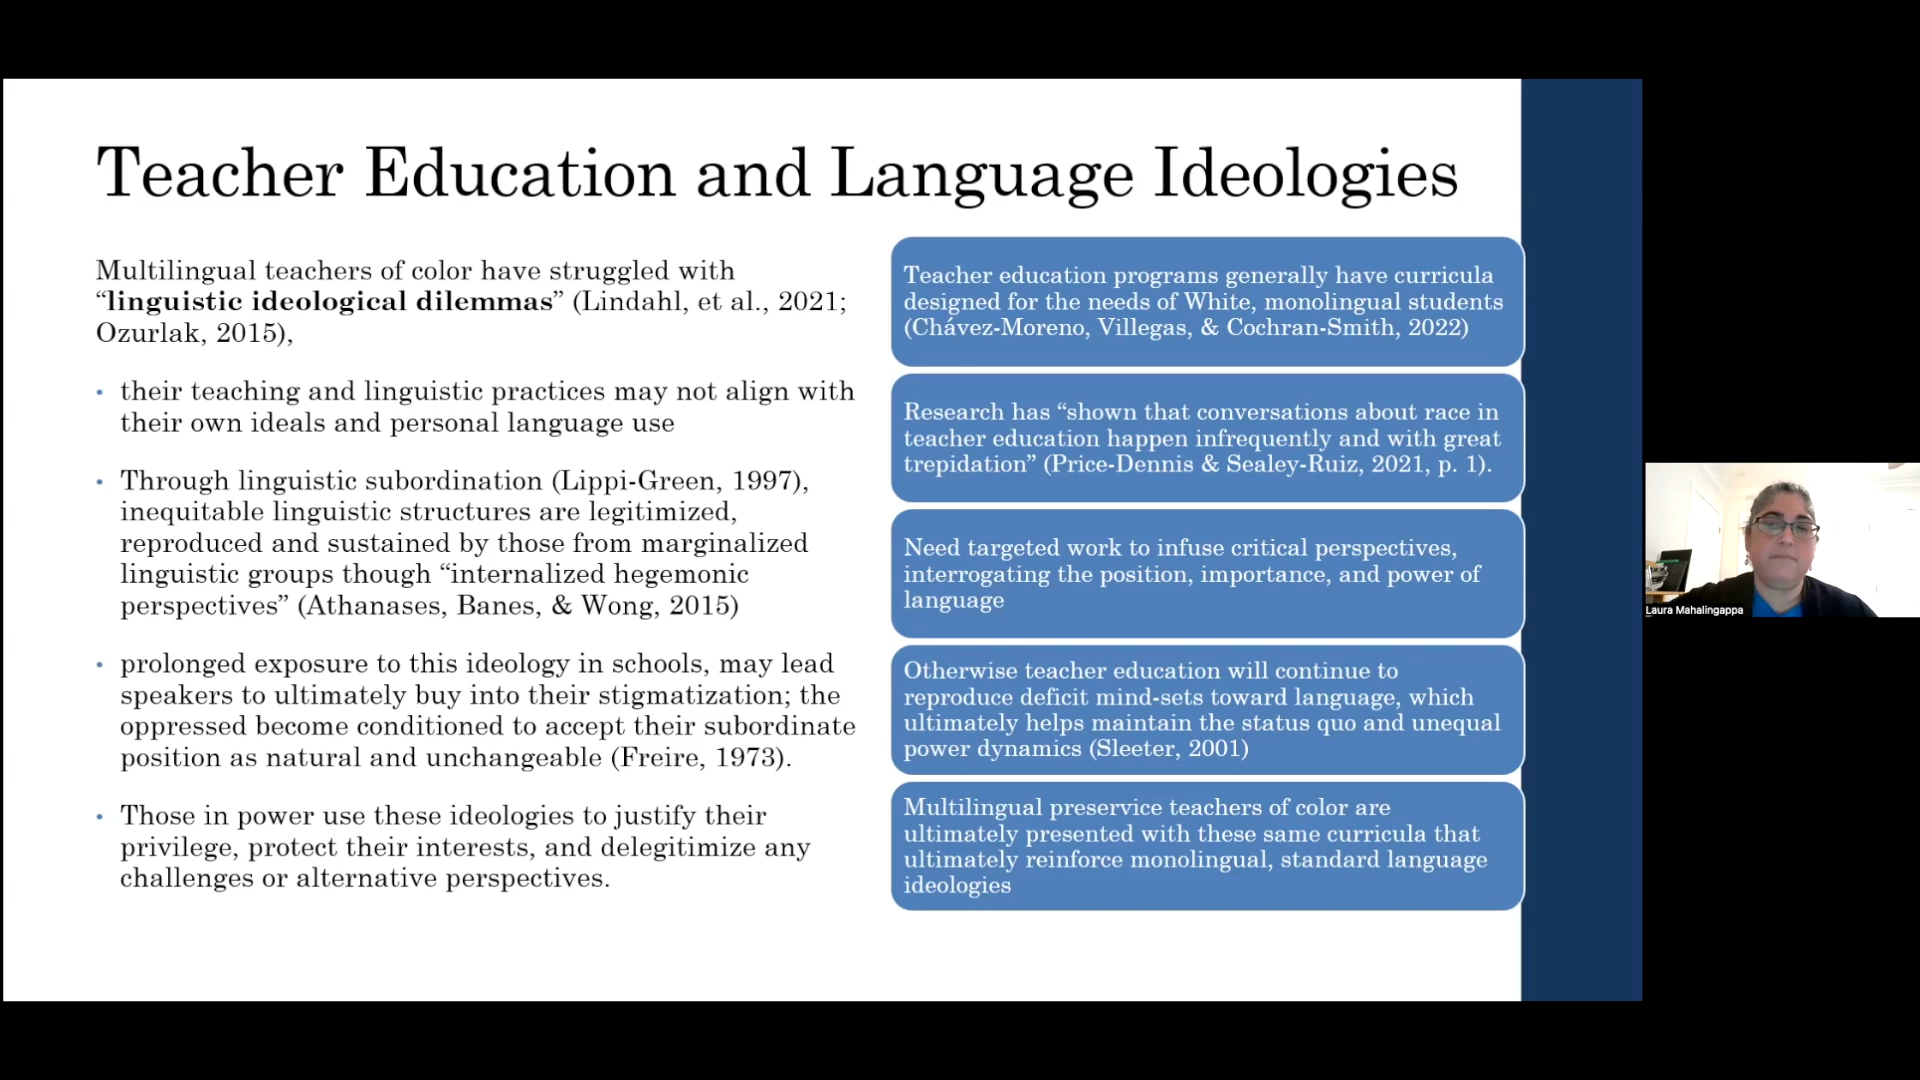 Teacher Education and Language Ideologies
Multilingual teachers of color have struggled with
“linguistic ideological dilemmas” (Lindahl, et al., 2021;
Ozurlak, 2015),
• their teaching and linguistic practices may not align with
their own ideals and personal language use
• Through linguistic subordination (Lippi-Green, 1997),
inequitable linguistic structures are legitimized,
reproduced and sustained by those from marginalized
linguistic groups though “internalized hegemonic
perspectives” (Athanases, Banes, & Wong, 2015)
• prolonged exposure to this ideology in schools, may lead
speakers to ultimately buy into their stigmatization; the
oppressed become conditioned to accept their subordinate
position as natural and unchangeable (Freire, 1973).
• Those in power use these ideologies to justify their
privilege, protect their interests, and delegitimize any
challenges or alternative perspectives.
Teacher education programs generally have curricula
designed for the needs of White, monolingual students
(Chávez-Moreno, Villegas, & Cochran-Smith, 2022)
Research has “shown that conversations about race in
teacher education happen infrequently and with great
trepidation” (Price-Dennis & Sealey-Ruiz, 2021, p. 1).
Need targeted work to infuse critical perspectives,
interrogating the position, importance, and power of
language
Otherwise teacher education will continue to
reproduce deficit mind-sets toward language, which
ultimately helps maintain the status quo and unequal
power dynamics (Sleeter, 2001)
Multilingual preservice teachers of color are
ultimately presented with these same curricula that
ultimately reinforce monolingual, standard language
ideologies
Laura Mahalingappa